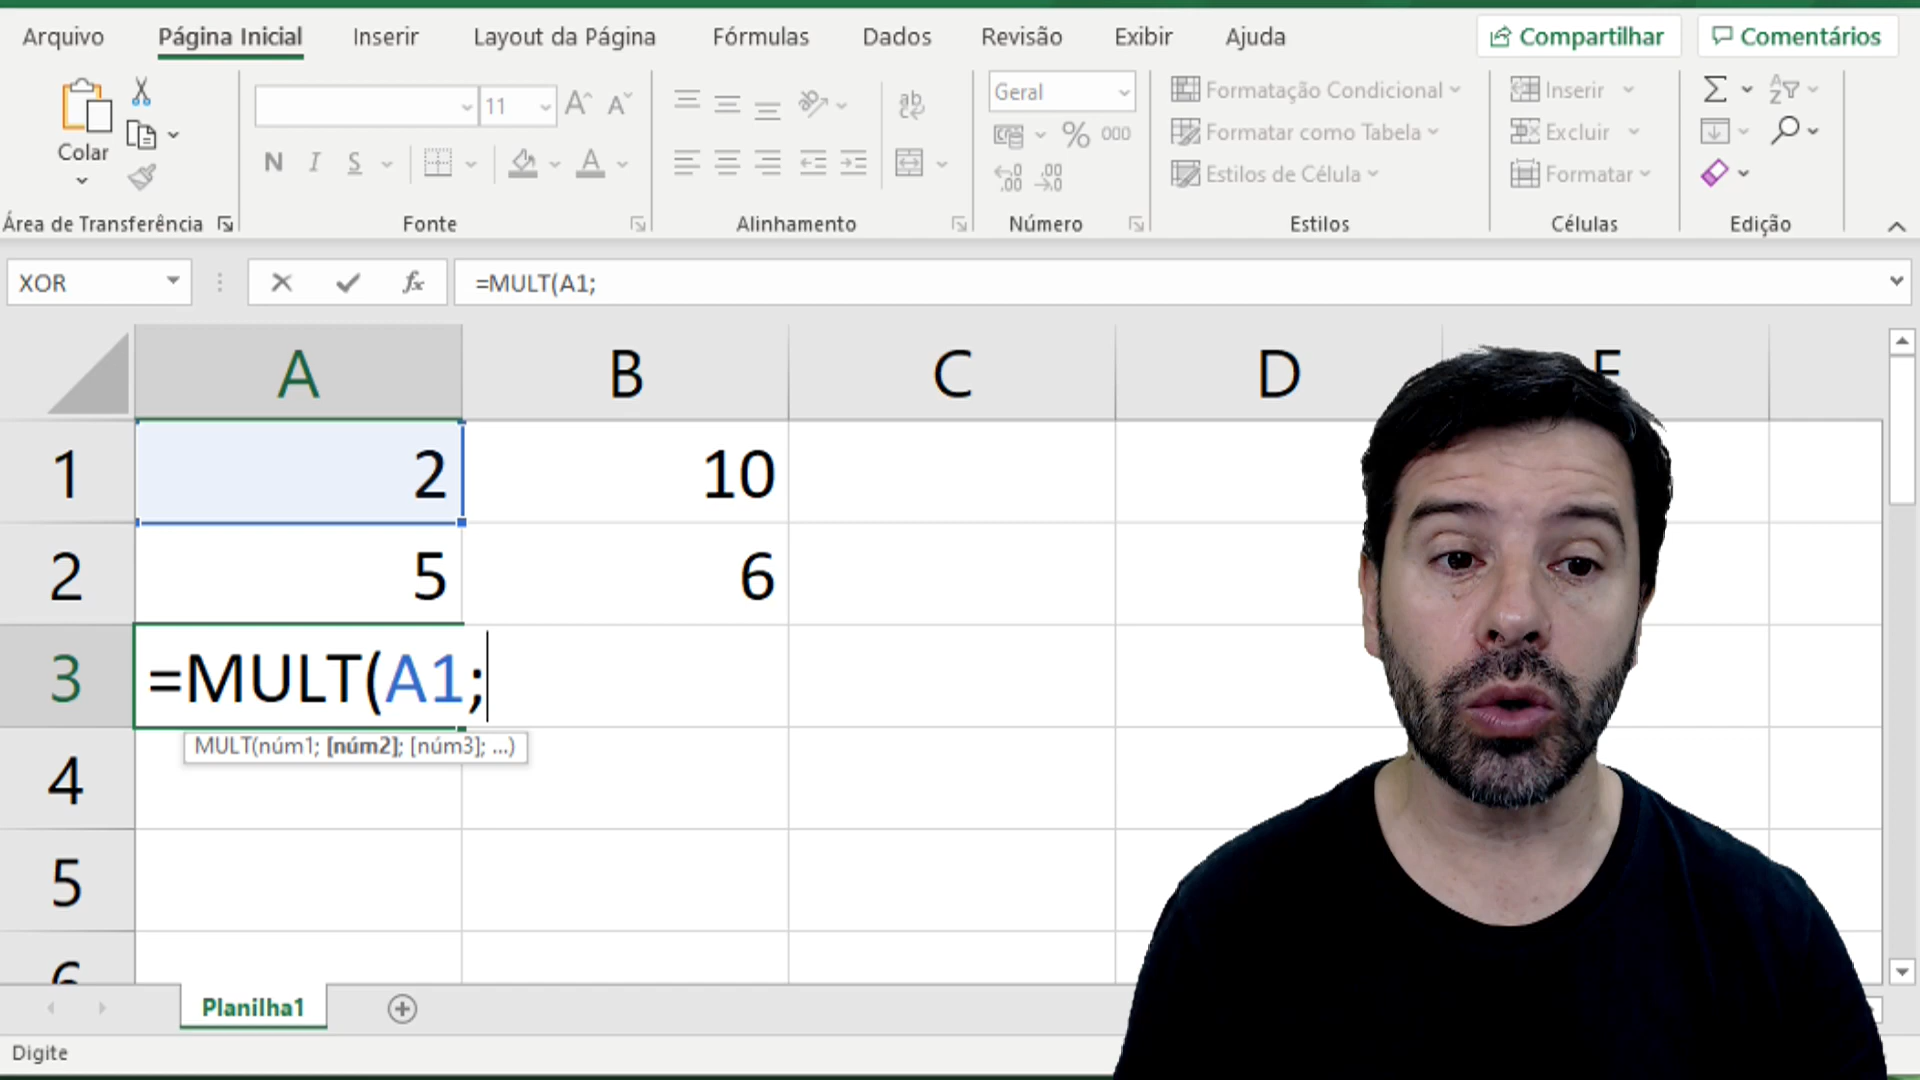 Arquivo Página Inicial Inserir Layout da Página Fórmulas Dados Revisão Exibir Ajuda Compartilhar Comentários
Colar
11 A A ab
N I S A
Geral
% 000
Formatação Condicional
Formatar como Tabela
Estilos de Célula
Inserir
Excluir
Formatar
Área de Transferência Fonte Alinhamento Número Estilos Células Edição
XOR fx =MULT(A1;
A B C D
1 2 10
2 5 6
3 =MULT(A1;
MULT(núm1; [núm2]; [núm3]; ...)
4
5
6
Planilha1
Digite